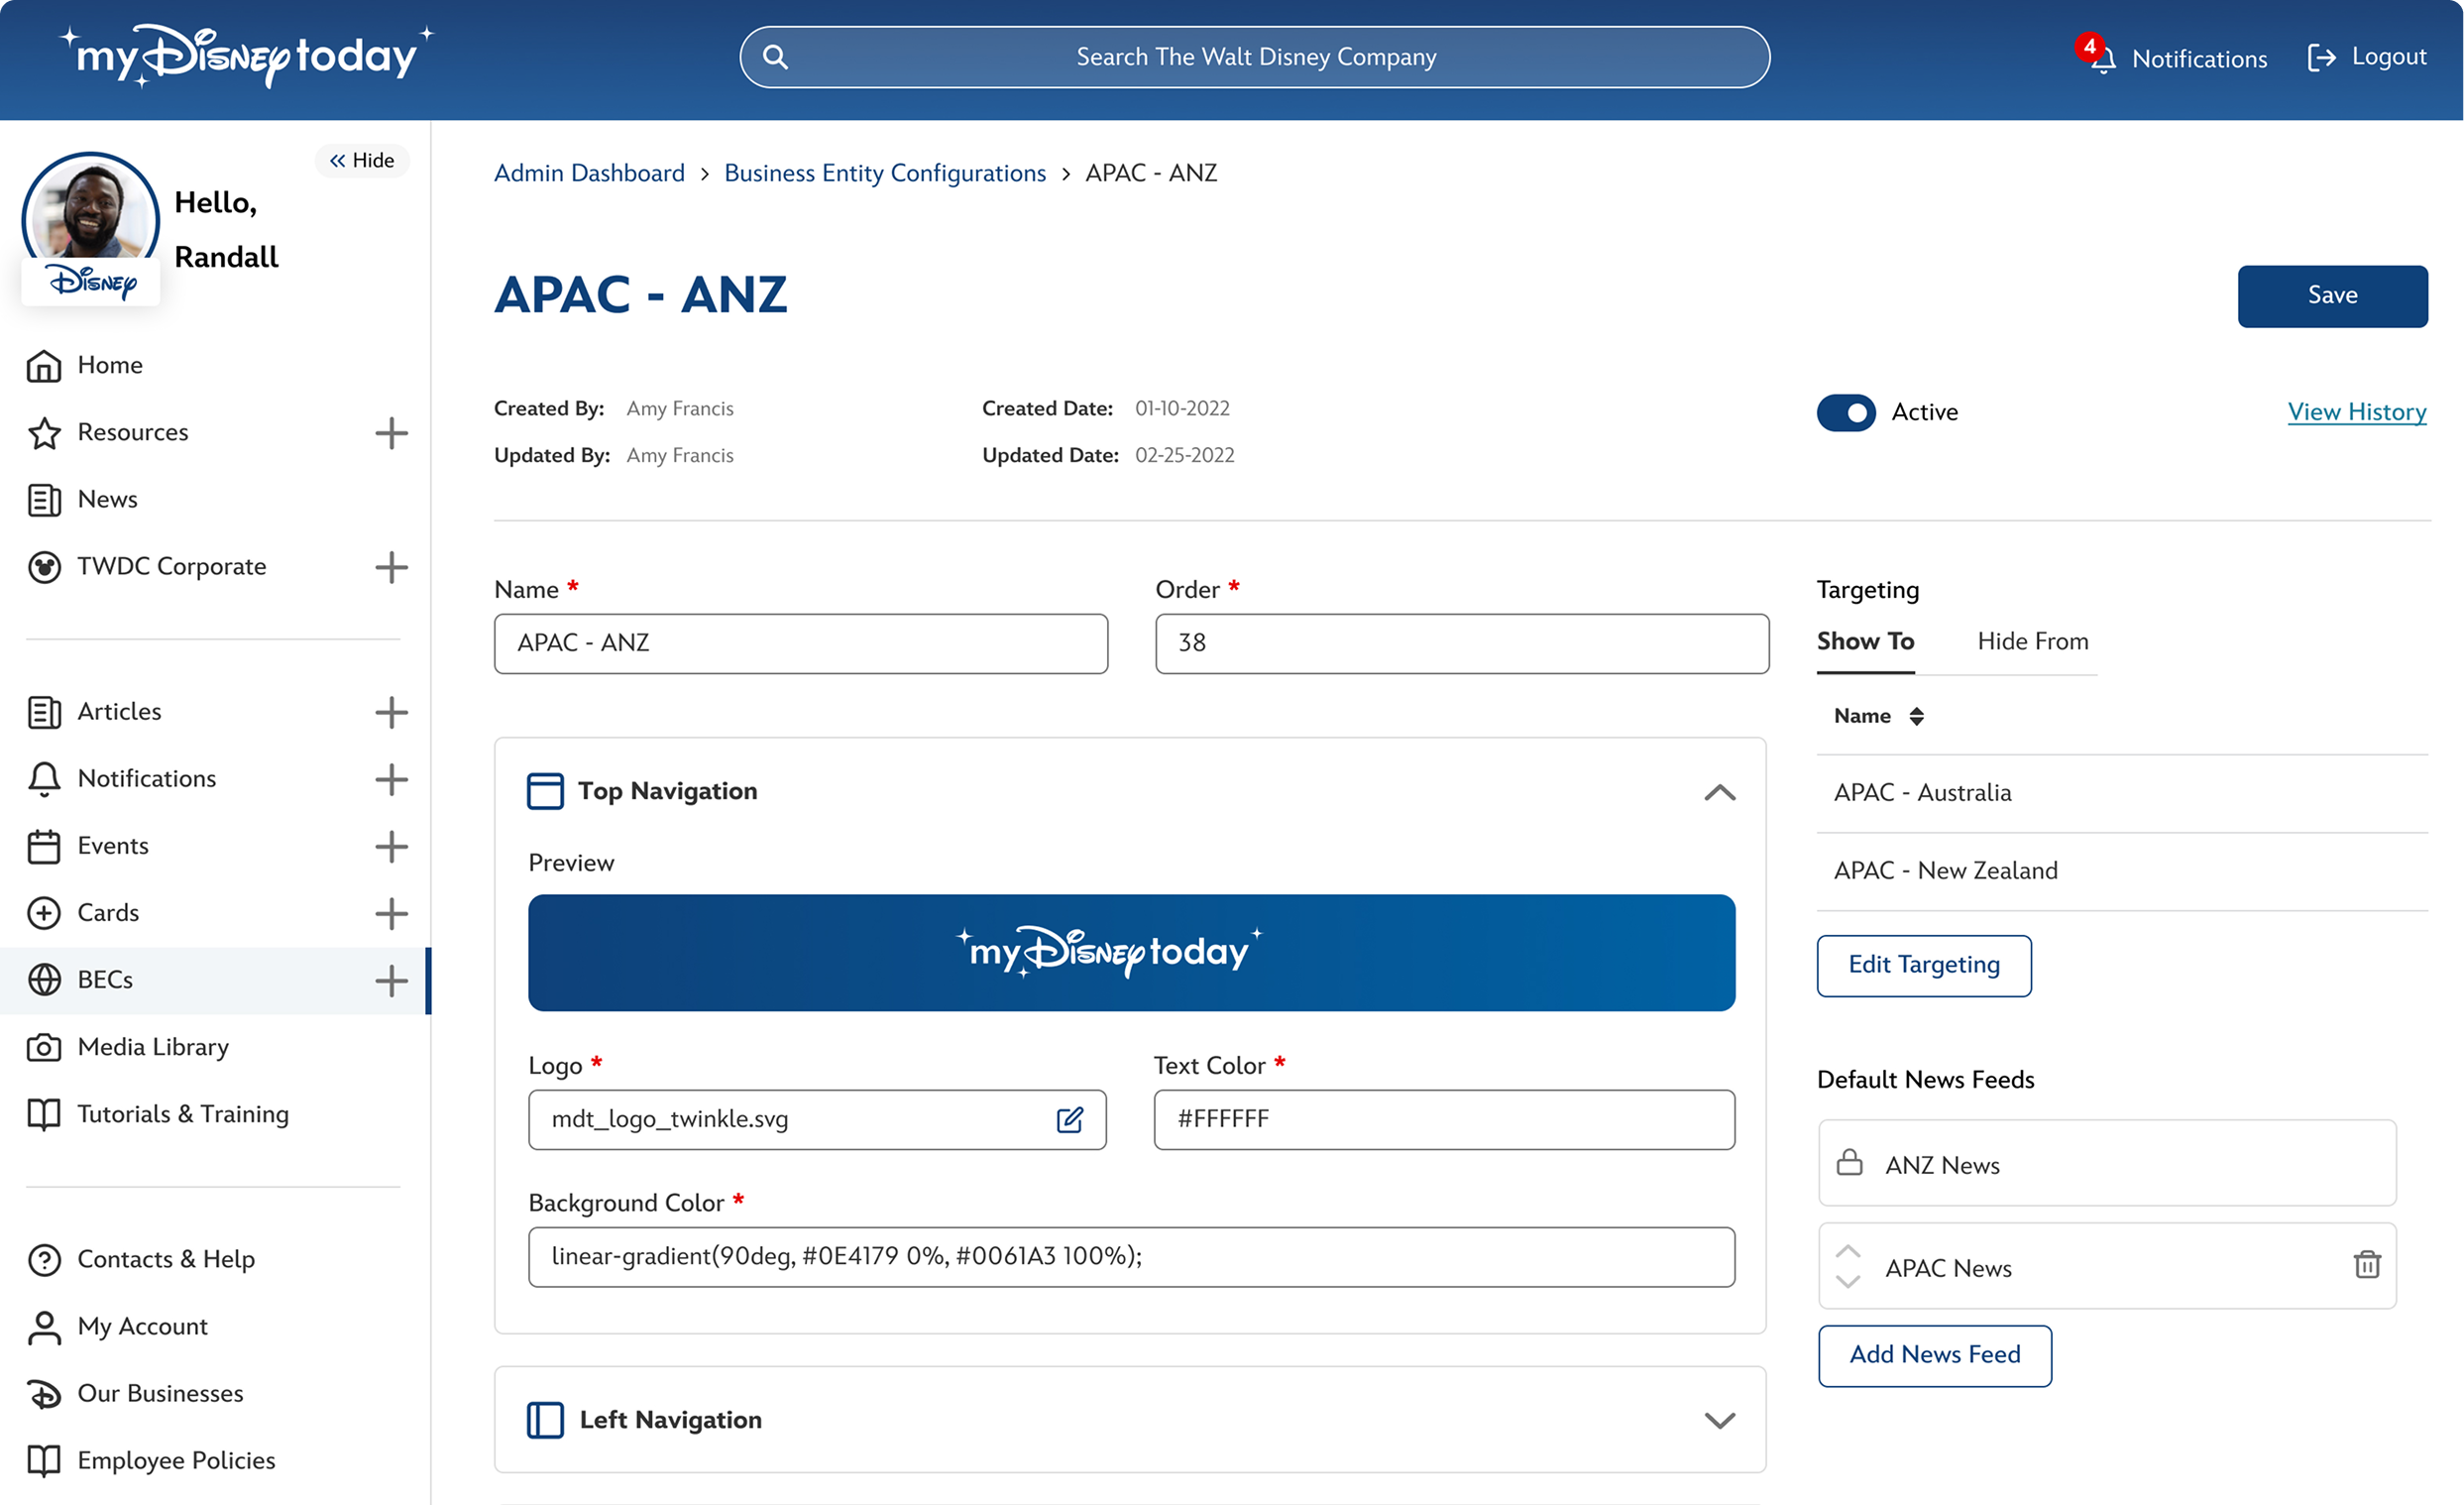 my Disney today
Search The Walt Disney Company
4
Notifications
Logout
Hide
Hello,
Randall
Disney
Home
Resources
News
TWDC Corporate
Articles
Notifications
Events
Cards
BECs
Media Library
Tutorials & Training
Contacts & Help
My Account
Our Businesses
Employee Policies
Admin Dashboard > Business Entity Configurations > APAC - ANZ
APAC - ANZ
Save
Created By: Amy Francis
Created Date: 01-10-2022
Updated By: Amy Francis
Updated Date: 02-25-2022
Active
View History
Name *
APAC - ANZ
Order *
38
Top Navigation
Preview
my Disney today
Logo *
mdt_logo_twinkle.svg
Text Color *
#FFFFFF
Background Color *
linear-gradient(90deg, #0E4179 0%, #0061A3 100%);
Left Navigation
Targeting
Show To
Hide From
Name
APAC - Australia
APAC - New Zealand
Edit Targeting
Default News Feeds
ANZ News
APAC News
Add News Feed